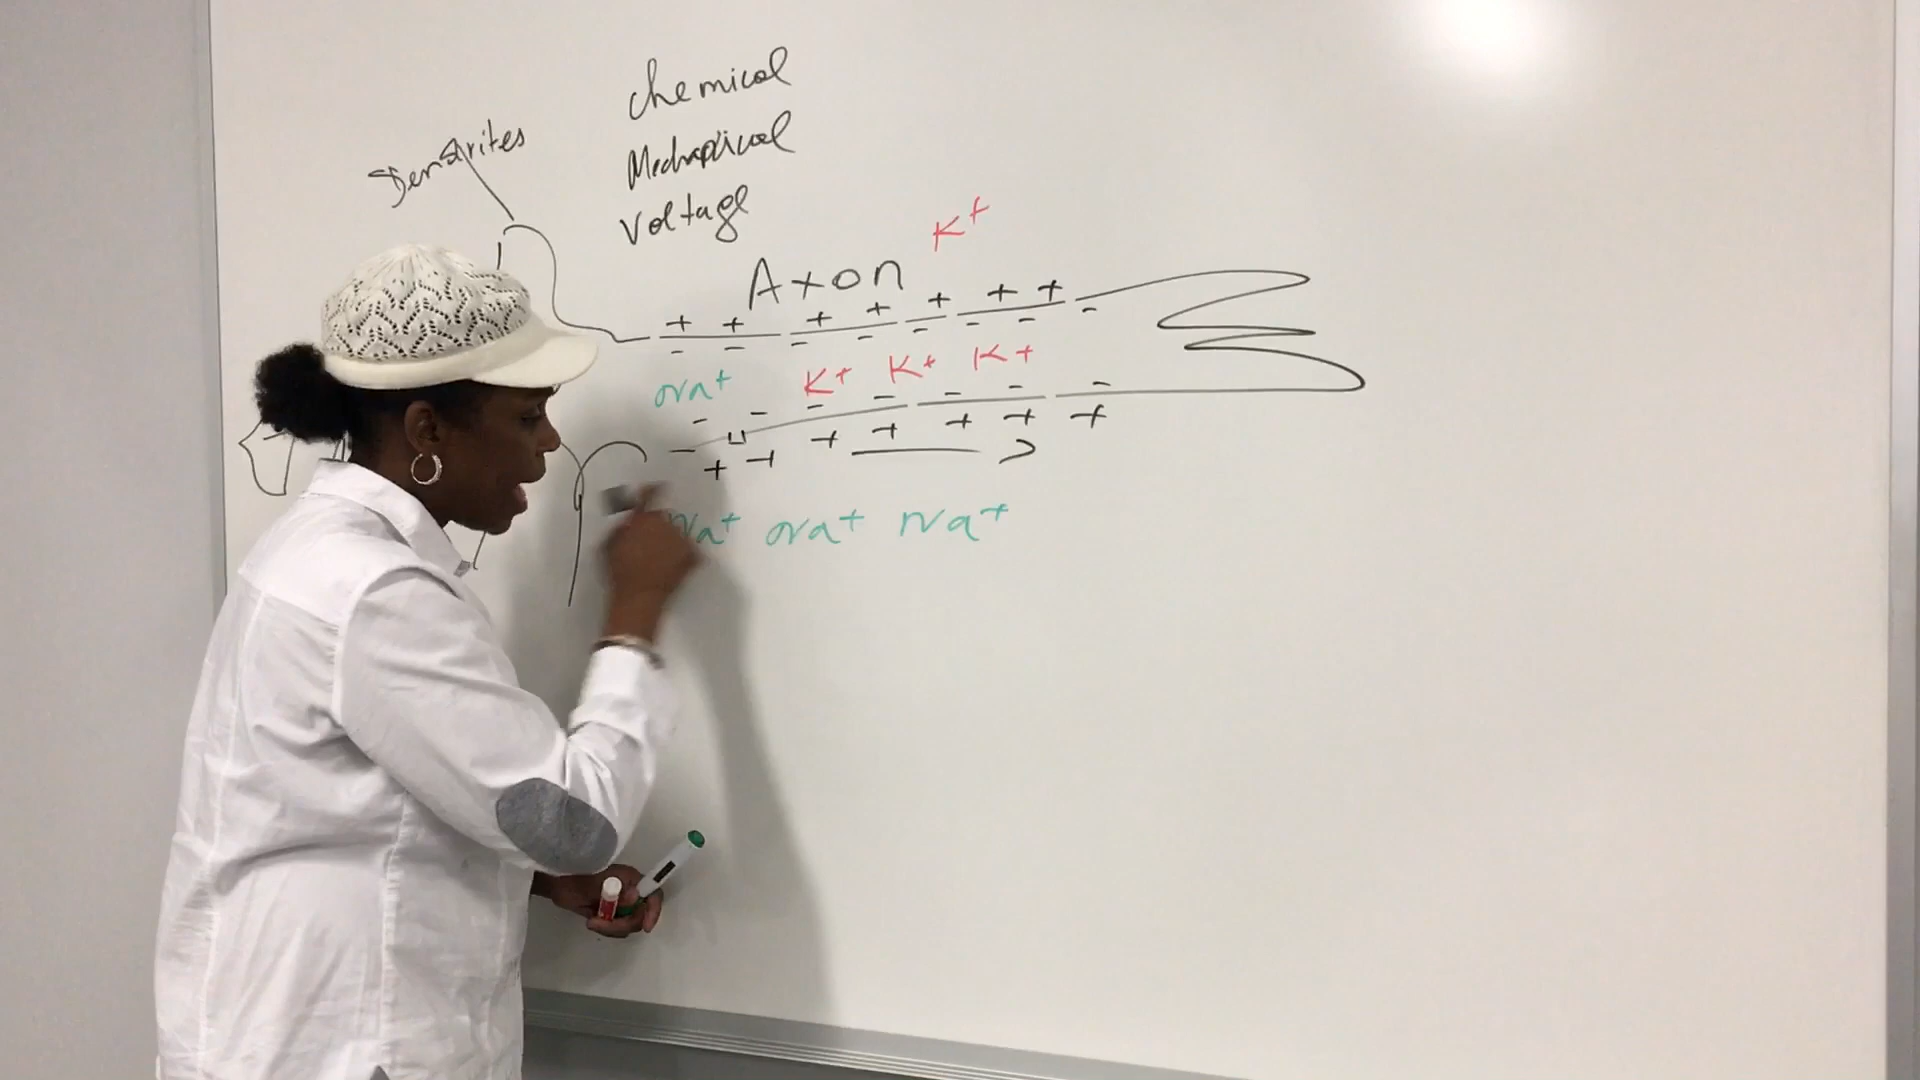 chemical
Dendrites
Mechanical
Voltage
K+
Axon
+ + + + + + +
- - - - - - - -
Na+ K+ K+ K+
- - - - - - - -
- + + + + + + +
Na+ Na+ Na+